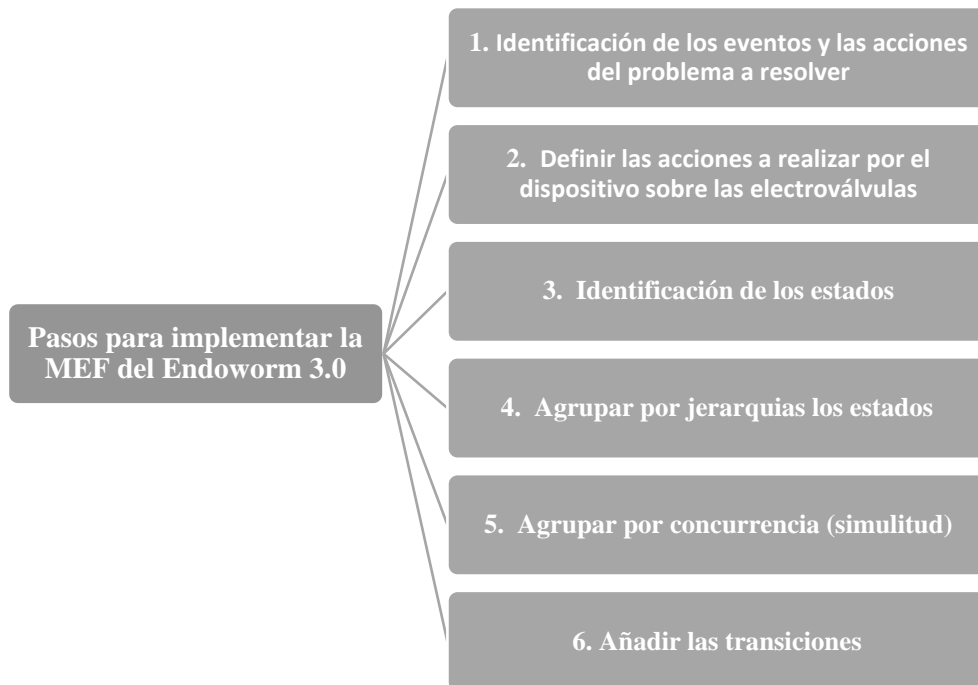 1. Identificación de los eventos y las acciones
del problema a resolver
2. Definir las acciones a realizar por el
dispositivo sobre las electroválvulas
3. Identificación de los estados
Pasos para implementar la
MEF del Endoworm 3.0
4. Agrupar por jerarquias los estados
5. Agrupar por concurrencia (simulitud)
6. Añadir las transiciones